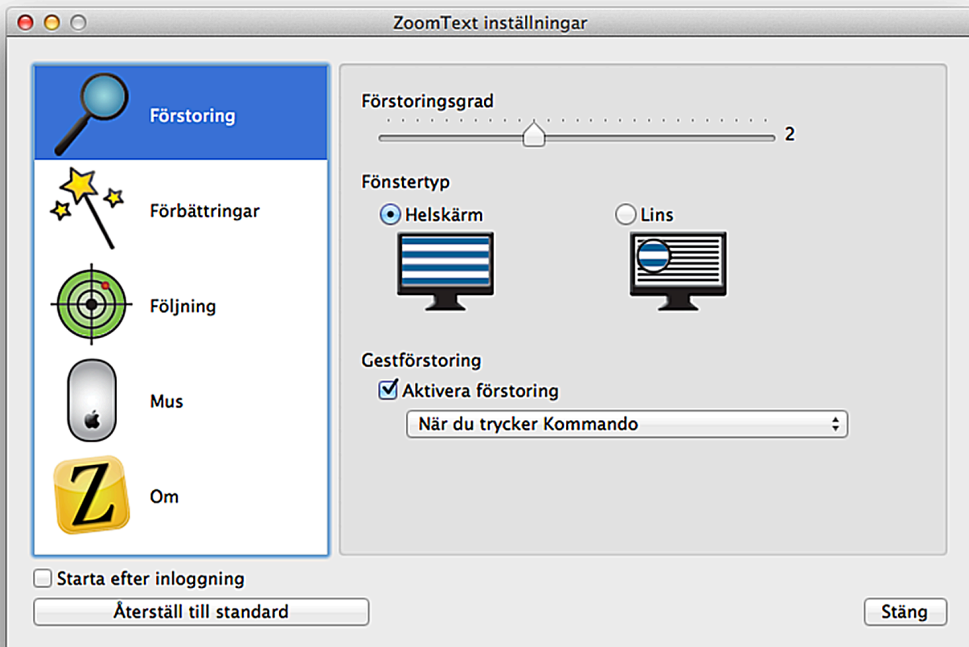 ZoomText inställningar
Förstoring
Förbättringar
Följning
Mus
Z
Om
Förstoringsgrad
2
Fönstertyp
Helskärm
Lins
Gestförstoring
Aktivera förstoring
När du trycker Kommando
Starta efter inloggning
Återställ till standard
Stäng